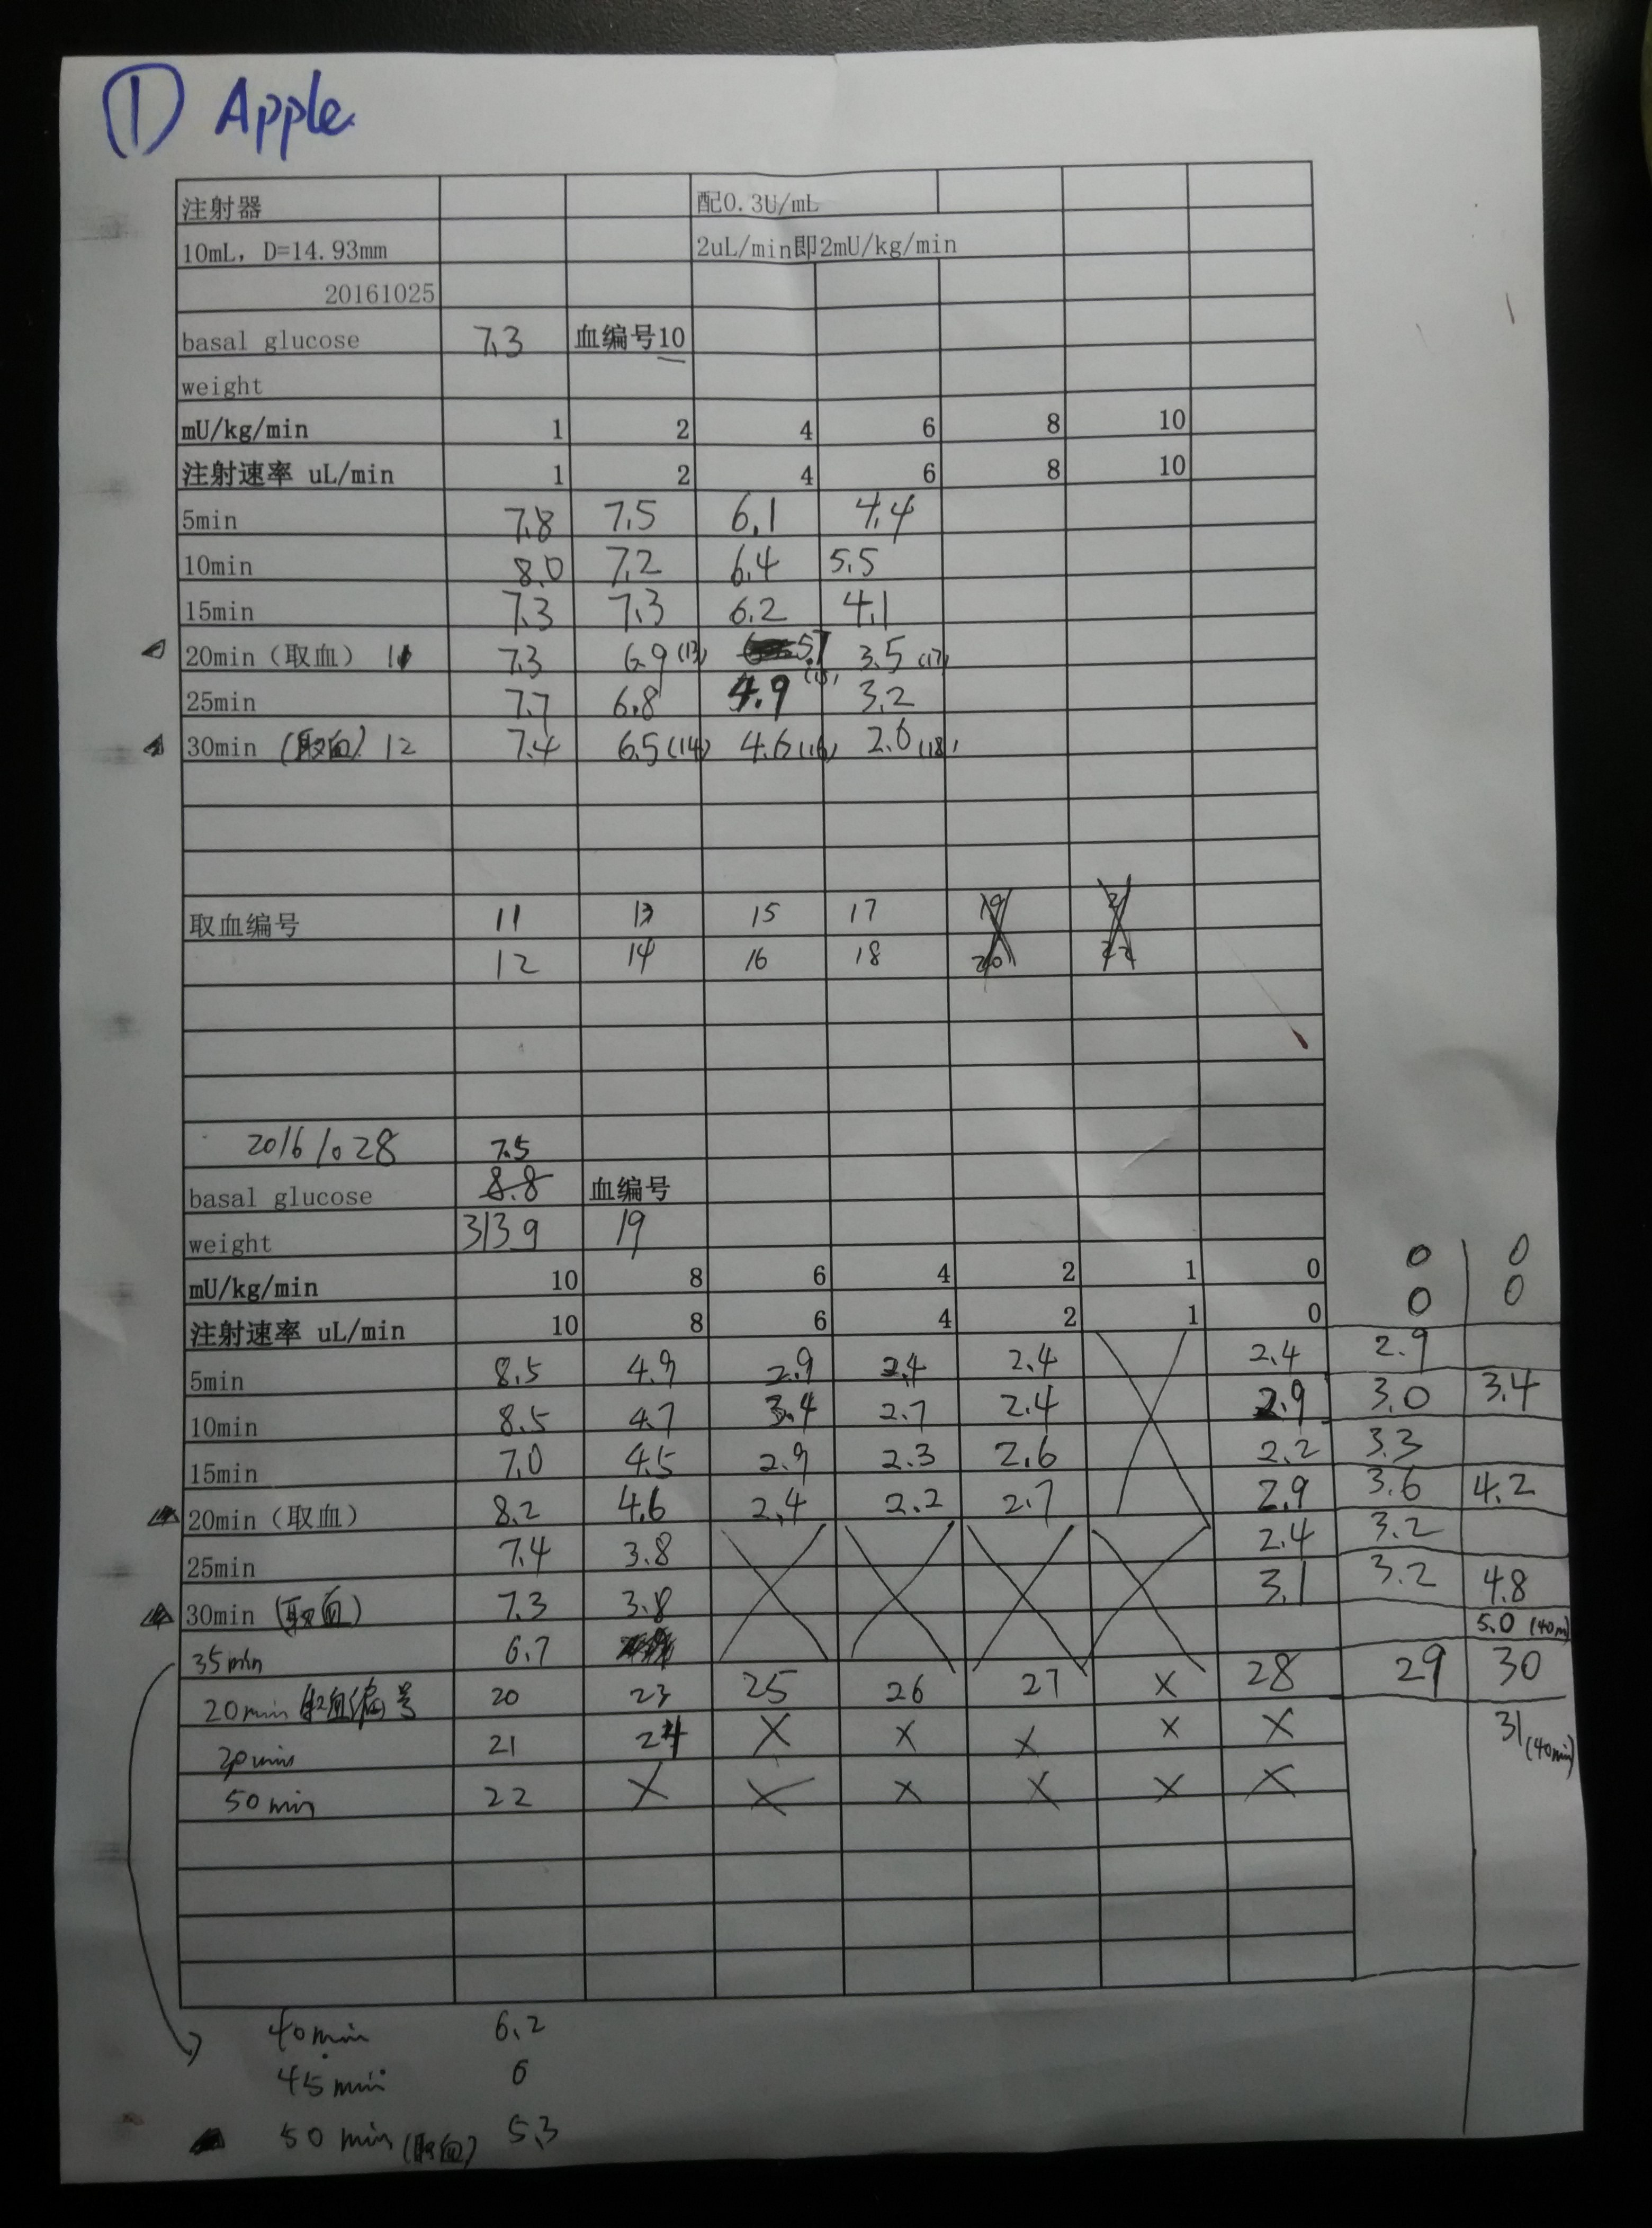 ① Apple
注射器 配0.3U/mL
10mL, D=14.93mm 2uL/min即2mU/kg/min
20161025
basal glucose 7.3 血编号10
weight
mU/kg/min 1 2 4 6 8 10
注射速率 uL/min 1 2 4 6 8 10
5min 7.8 7.5 6.1 4.4
10min 8.0 7.2 6.4 5.5
15min 7.3 7.3 6.2 4.1
20min（取血） 11 7.3 6.9 (13) 5.7 (15) 3.5 (17)
25min 7.7 6.8 4.9 3.2
30min (取血) 12 7.4 6.5 (14) 4.6 (16) 2.6 (18)
取血编号 11 13 15 17 19 21
12 14 16 18 20 22
20161028 7.5
basal glucose 8.8 血编号
weight 313g 19
mU/kg/min 10 8 6 4 2 1 0 0 0
注射速率 uL/min 10 8 6 4 2 1 0 0 0
5min 8.5 4.9 2.9 2.4 2.4 2.4 2.9
10min 8.5 4.7 3.4 2.7 2.4 2.9 3.0 3.4
15min 7.0 4.5 2.9 2.3 2.6 2.2 3.3
20min（取血） 8.2 4.6 2.4 2.2 2.7 2.9 3.6 4.2
25min 7.4 3.8 2.4 3.2
30min (取血) 7.3 3.8 3.1 3.2 4.8
5.0 (40m)
35min 6.7
20min 取血编号 20 23 25 26 27 X 28 29 30
30min 21 24 X X X X X 31 (40min)
50min 22 X X X X X X
40min 6.2
45min 6
50min (取血) 5.3